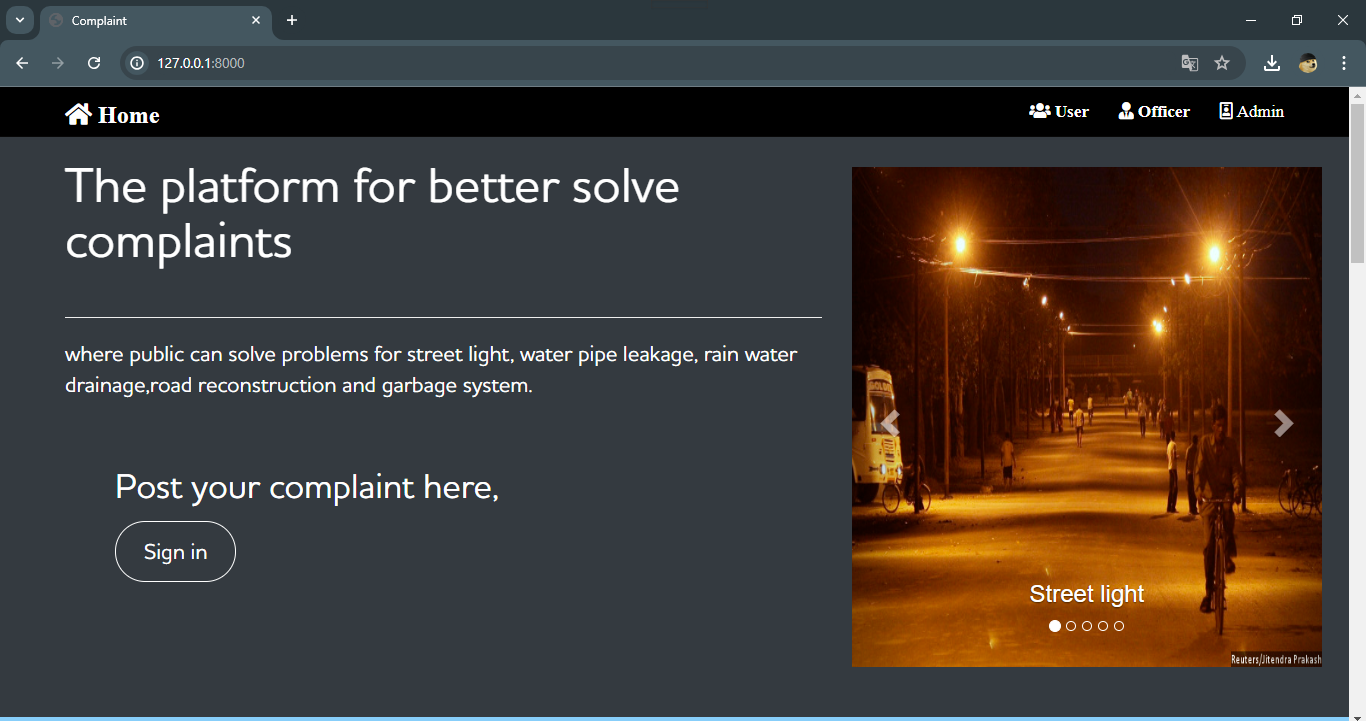 Complaint
127.0.0.1:8000
Home
User
Officer
Admin
The platform for better solve
complaints
where public can solve problems for street light, water pipe leakage, rain water
drainage,road reconstruction and garbage system.
Post your complaint here,
Sign in
Street light
Reuters/Jitendra Prakash